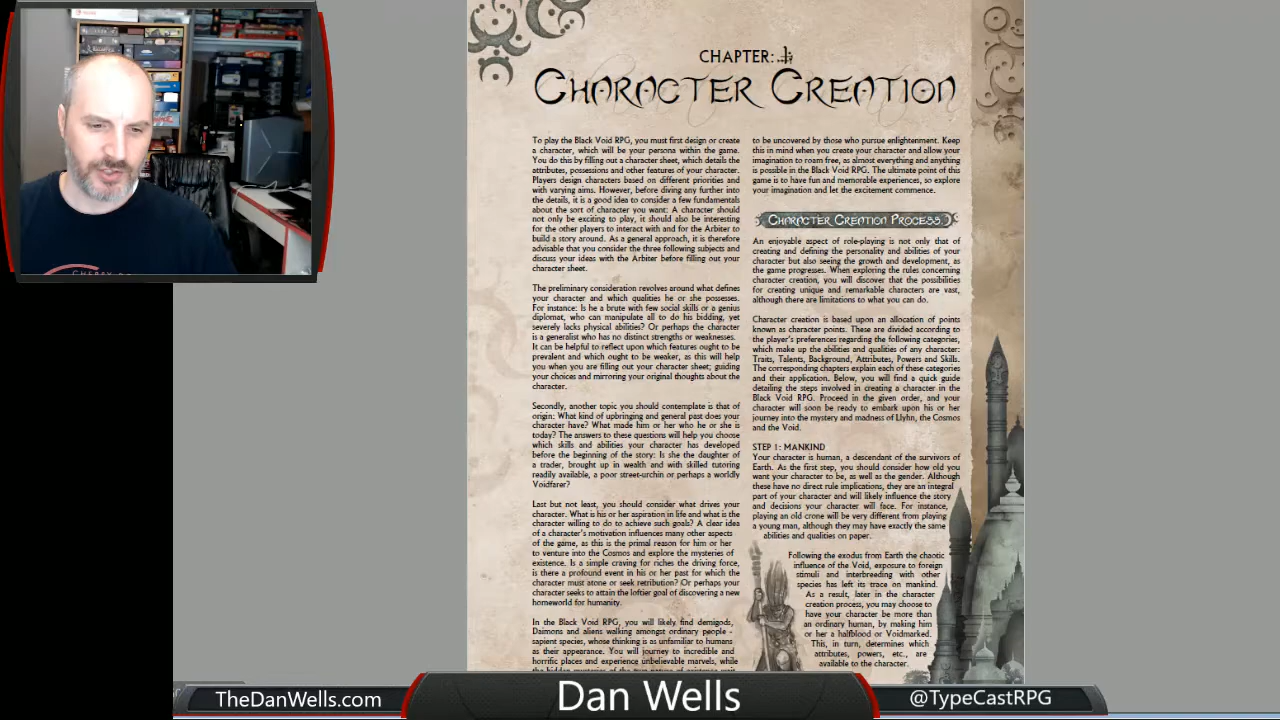 CHAPTER:
CHARACTER CREATION
To play the Black Void RPG, you must first design or create
a character, which will be your persona within the game.
You do this by filling out a character sheet, which details the
attributes, possessions and other features of your character.
Players design characters based on different priorities and
with varying aims. However, before diving any further into
the details, it is a good idea to consider a few fundamentals
about the sort of character you want: A character should
not only be exciting to play, it should also be interesting
for the other players to interact with and for the Arbiter to
build a story around. As a general approach, it is therefore
advisable that you consider the three following subjects and
discuss your ideas with the Arbiter before filling out your
character sheet.
The preliminary consideration revolves around what defines
your character and which qualities he or she possesses.
For instance: Is he a brute with few social skills or a genius
diplomat, who can manipulate all to do his bidding, yet
severely lacks physical abilities? Or perhaps the character
is a generalist who has no distinct strengths or weaknesses.
It can be helpful to reflect upon which features ought to be
prevalent and which ought to be weaker, as this will help
you when you are filling out your character sheet; guiding
your choices and mirroring your original thoughts about the
character.
Secondly, another topic you should contemplate is that of
origin: What kind of upbringing and general past does your
character have? What made him or her who he or she is
today? The answers to these questions will help you choose
which skills and abilities your character has developed
before the beginning of the story: Is she the daughter of
a trader, brought up in wealth and with skilled tutoring
readily available, a poor street-urchin or perhaps a worldly
Voidfarer?
Last but not least, you should consider what drives your
character. What is his or her aspiration in life and what is the
character willing to do to achieve such goals? A clear idea
of a character's motivation influences many other aspects
of the game, as this is the primal reason for him or her
to venture into the Cosmos and explore the mysteries of
existence. Is a simple craving for riches the driving force,
is there a profound event in his or her past for which the
character must atone or seek retribution? Or perhaps your
character seeks to attain the loftier goal of discovering a new
homeworld for humanity.
In the Black Void RPG, you will likely find demigods,
Daimons and aliens walking amongst ordinary people -
sapient species, whose thinking is as unfamiliar to humans
as their appearance. You will journey to incredible and
horrific places and experience unbelievable marvels, while
to be uncovered by those who pursue enlightenment. Keep
this in mind when you create your character and allow your
imagination to roam free, as almost everything and anything
is possible in the Black Void RPG. The ultimate point of this
game is to have fun and memorable experiences, so explore
your imagination and let the excitement commence.
CHARACTER CREATION PROCESS
An enjoyable aspect of role-playing is not only that of
creating and defining the personality and abilities of your
character but also seeing the growth and development, as
the game progresses. When exploring the rules concerning
character creation, you will discover that the possibilities
for creating unique and remarkable characters are vast,
although there are limitations to what you can do.
Character creation is based upon an allocation of points
known as character points. These are divided according to
the player's preferences regarding the following categories,
which make up the abilities and qualities of any character:
Traits, Talents, Background, Attributes, Powers and Skills.
The corresponding chapters explain each of these categories
and their application. Below, you will find a quick guide
detailing the steps involved in creating a character in the
Black Void RPG. Proceed in the given order, and your
character will soon be ready to embark upon his or her
journey into the mystery and madness of Llyhn, the Cosmos
and the Void.
STEP 1: MANKIND
Your character is human, a descendant of the survivors of
Earth. As the first step, you should consider how old you
want your character to be, as well as the gender. Although
these have no direct rule implications, they are an integral
part of your character and will likely influence the story
and decisions your character will face. For instance,
playing an old crone will be very different from playing
a young man, although they may have exactly the same
abilities and qualities on paper.
Following the exodus from Earth the chaotic
influence of the Void, exposure to foreign
stimuli and interbreeding with other
species has left its trace on mankind.
As a result, later in the character
creation process, you may choose to
have your character be more than
an ordinary human, by making him
or her a halfblood or Voidmarked.
This, in turn, determines which
attributes, powers, etc., are
available to the character.
TheDanWells.com
Dan Wells
@TypeCastRPG